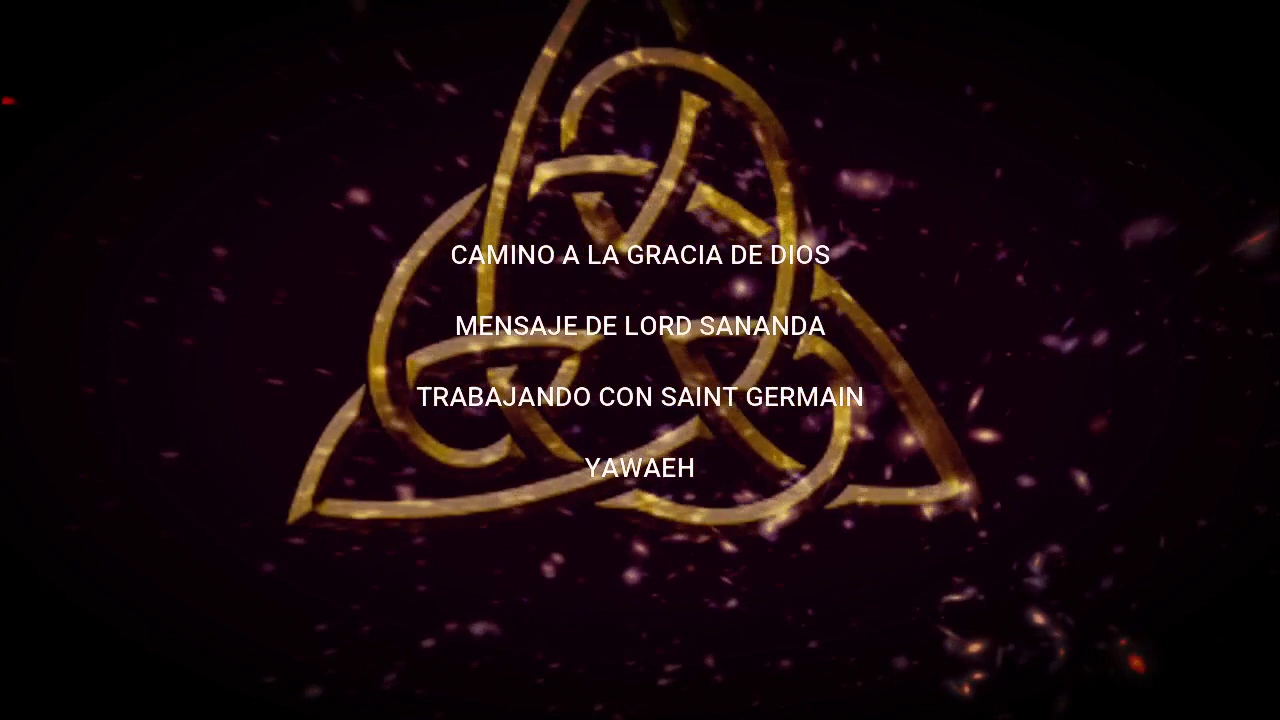 CAMINO A LA GRACIA DE DIOS
MENSAJE DE LORD SANANDA
TRABAJANDO CON SAINT GERMAIN
YAWAEH